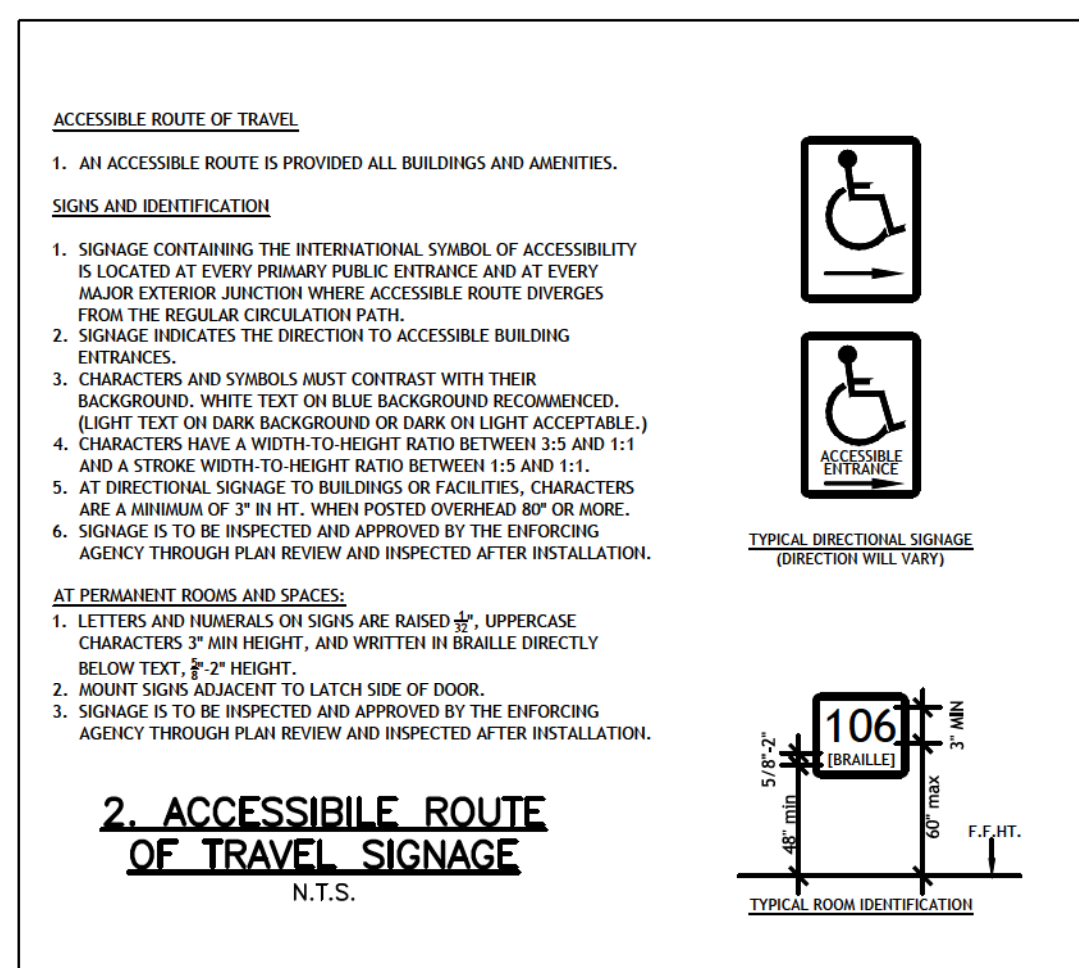 ACCESSIBLE ROUTE OF TRAVEL
1. AN ACCESSIBLE ROUTE IS PROVIDED ALL BUILDINGS AND AMENITIES.
SIGNS AND IDENTIFICATION
1. SIGNAGE CONTAINING THE INTERNATIONAL SYMBOL OF ACCESSIBILITY
IS LOCATED AT EVERY PRIMARY PUBLIC ENTRANCE AND AT EVERY
MAJOR EXTERIOR JUNCTION WHERE ACCESSIBLE ROUTE DIVERGES
FROM THE REGULAR CIRCULATION PATH.
2. SIGNAGE INDICATES THE DIRECTION TO ACCESSIBLE BUILDING
ENTRANCES.
3. CHARACTERS AND SYMBOLS MUST CONTRAST WITH THEIR
BACKGROUND. WHITE TEXT ON BLUE BACKGROUND RECOMMENCED.
(LIGHT TEXT ON DARK BACKGROUND OR DARK ON LIGHT ACCEPTABLE.)
4. CHARACTERS HAVE A WIDTH-TO-HEIGHT RATIO BETWEEN 3:5 AND 1:1
AND A STROKE WIDTH-TO-HEIGHT RATIO BETWEEN 1:5 AND 1:1.
5. AT DIRECTIONAL SIGNAGE TO BUILDINGS OR FACILITIES, CHARACTERS
ARE A MINIMUM OF 3" IN HT. WHEN POSTED OVERHEAD 80" OR MORE.
6. SIGNAGE IS TO BE INSPECTED AND APPROVED BY THE ENFORCING
AGENCY THROUGH PLAN REVIEW AND INSPECTED AFTER INSTALLATION.
AT PERMANENT ROOMS AND SPACES:
1. LETTERS AND NUMERALS ON SIGNS ARE RAISED 1/32", UPPERCASE
CHARACTERS 3" MIN HEIGHT, AND WRITTEN IN BRAILLE DIRECTLY
BELOW TEXT, 5/8"-2" HEIGHT.
2. MOUNT SIGNS ADJACENT TO LATCH SIDE OF DOOR.
3. SIGNAGE IS TO BE INSPECTED AND APPROVED BY THE ENFORCING
AGENCY THROUGH PLAN REVIEW AND INSPECTED AFTER INSTALLATION.
2. ACCESSIBILE ROUTE
OF TRAVEL SIGNAGE
N.T.S.
ACCESSIBLE
ENTRANCE
TYPICAL DIRECTIONAL SIGNAGE
(DIRECTION WILL VARY)
106
[BRAILLE]
3" MIN
5/8"-2"
48" min
60" max
F.F.HT.
TYPICAL ROOM IDENTIFICATION